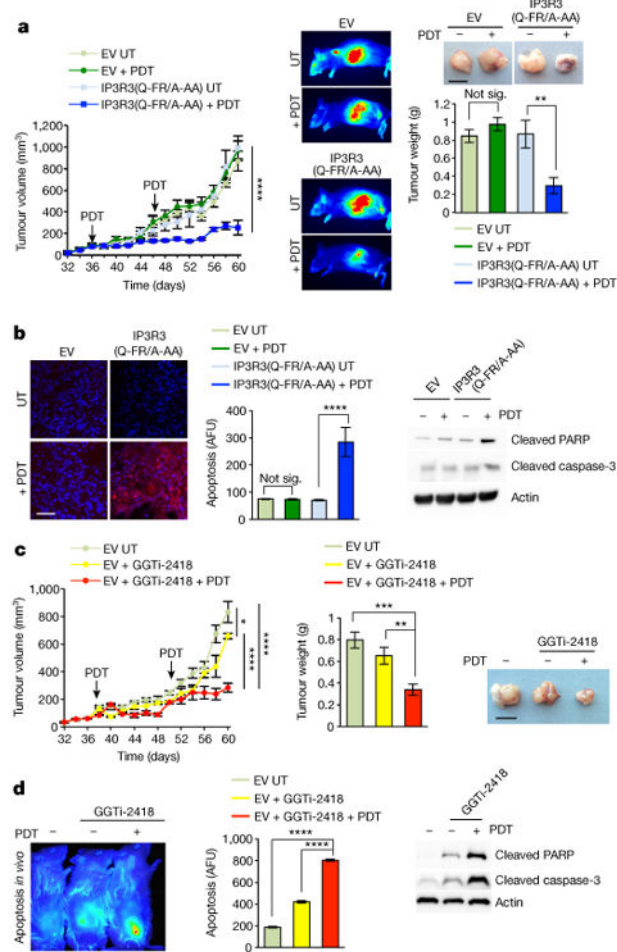 a
EV UT
EV + PDT
IP3R3(Q-FR/A-AA) UT
IP3R3(Q-FR/A-AA) + PDT
Tumour volume (mm³)
1,000
800
600
400
200
0
PDT
PDT
****
32 36 40 44 48 52 56 60
Time (days)
EV
UT
+ PDT
IP3R3
(Q-FR/A-AA)
UT
+ PDT
EV
IP3R3
(Q-FR/A-AA)
PDT – + – +
Not sig.
**
Tumour weight (g)
1.2
1
0.8
0.6
0.4
0.2
0
EV UT
EV + PDT
IP3R3(Q-FR/A-AA) UT
IP3R3(Q-FR/A-AA) + PDT
b
EV
IP3R3
(Q-FR/A-AA)
UT
+ PDT
EV UT
EV + PDT
IP3R3(Q-FR/A-AA) UT
IP3R3(Q-FR/A-AA) + PDT
Apoptosis (AFU)
400
300
200
100
0
Not sig.
****
EV
IP3R3
(Q-FR/A-AA)
– + – + PDT
Cleaved PARP
Cleaved caspase-3
Actin
c
EV UT
EV + GGTi-2418
EV + GGTi-2418 + PDT
Tumour volume (mm³)
1,000
800
600
400
200
0
PDT
PDT
*
****
****
32 36 40 44 48 52 56 60
Time (days)
EV UT
EV + GGTi-2418
EV + GGTi-2418 + PDT
Tumour weight (g)
1
0.8
0.6
0.4
0.2
0
***
**
GGTi-2418
PDT – – +
d
GGTi-2418
PDT – – +
Apoptosis in vivo
EV UT
EV + GGTi-2418
EV + GGTi-2418 + PDT
Apoptosis (AFU)
1,000
800
600
400
200
0
****
****
GGTi-2418
– – + PDT
Cleaved PARP
Cleaved caspase-3
Actin